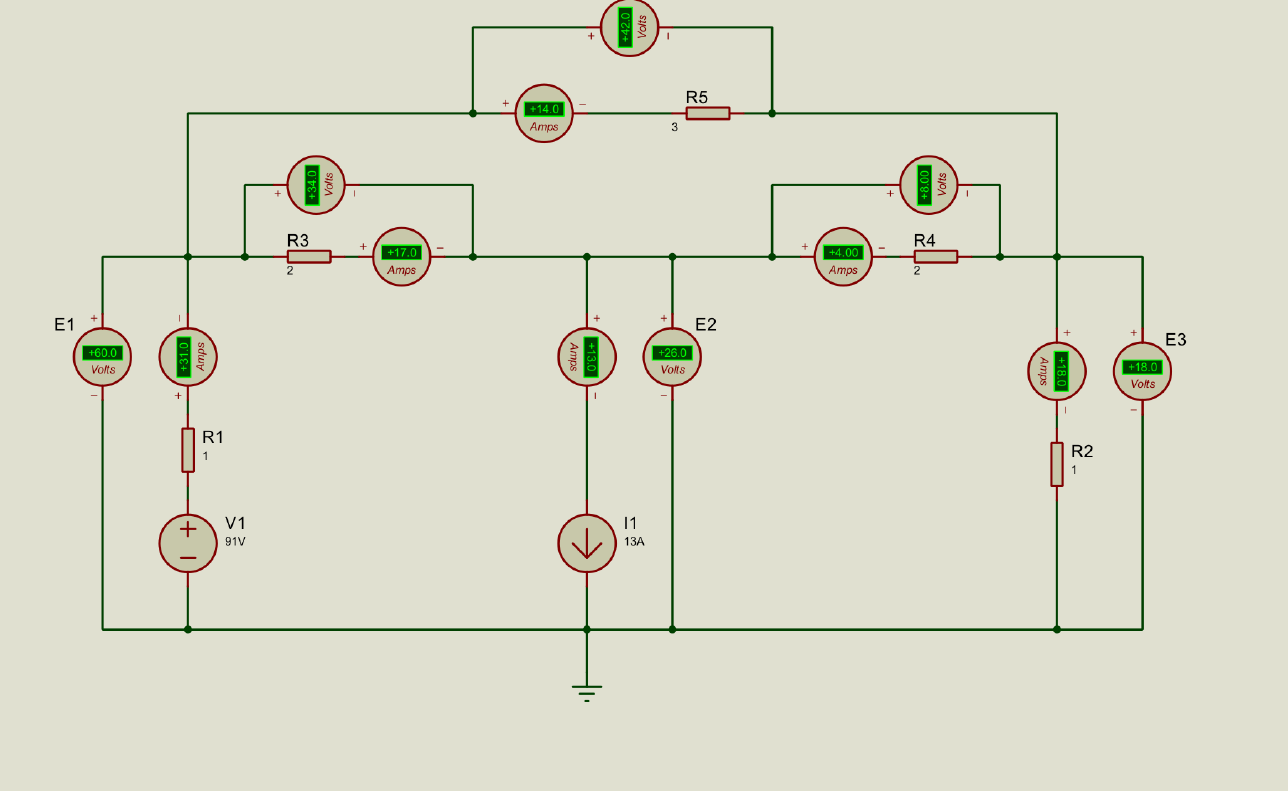 +42.0
Volts
+ -
+ -
+14.0
Amps
R5
3
+34.0
Volts
+ -
+8.00
Volts
+ -
R3
2
+ -
+17.0
Amps
+ -
+4.00
Amps
R4
2
E1
+
+60.0
Volts
-
-
+31.0
Amps
+
+
+13.0
Amps
-
E2
+
+26.0
Volts
-
+
+18.0
Amps
-
E3
+
+18.0
Volts
-
R1
1
R2
1
V1
91V
+
-
I1
13A